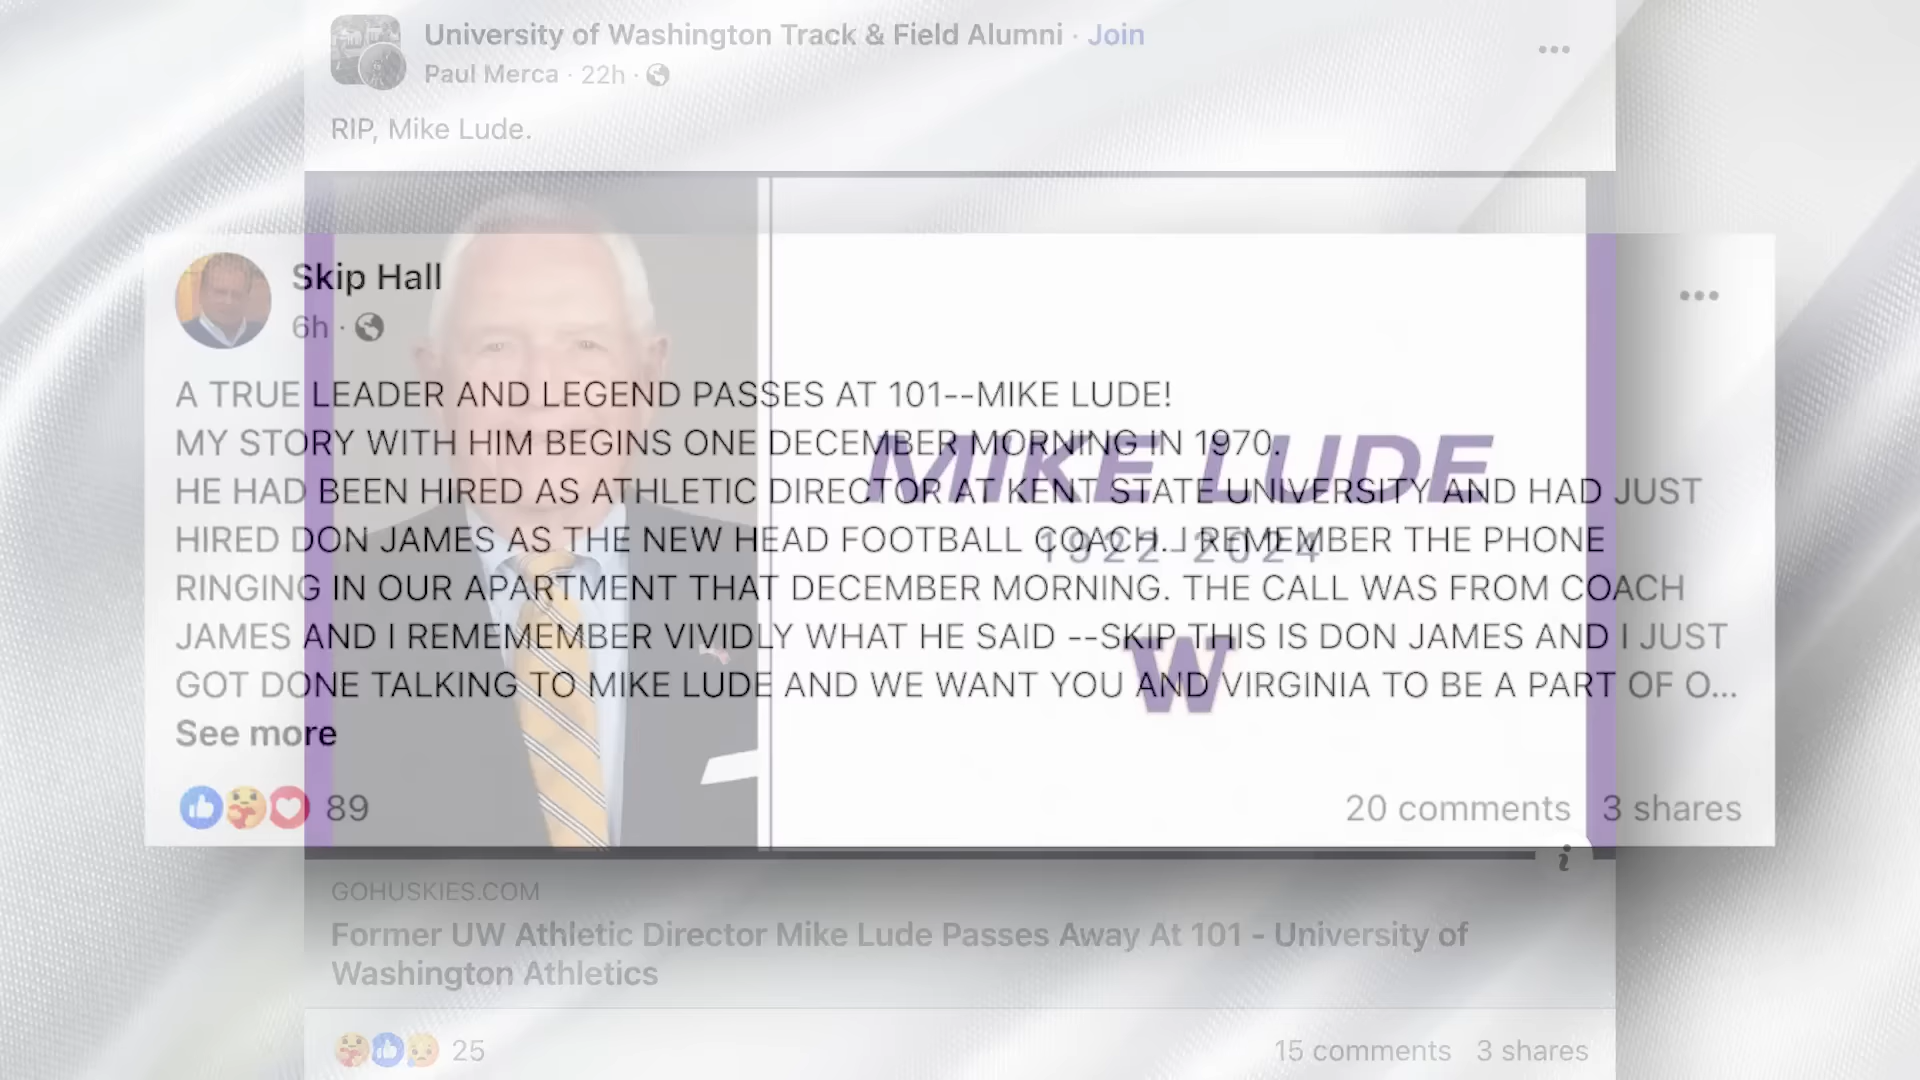 University of Washington Track & Field Alumni · Join
Paul Merca · 22h ·
RIP, Mike Lude.
Skip Hall
6h ·
A TRUE LEADER AND LEGEND PASSES AT 101--MIKE LUDE!
MY STORY WITH HIM BEGINS ONE DECEMBER MORNING IN 1970.
HE HAD BEEN HIRED AS ATHLETIC DIRECTOR AT KENT STATE UNIVERSITY AND HAD JUST
HIRED DON JAMES AS THE NEW HEAD FOOTBALL COACH. I REMEMBER THE PHONE
RINGING IN OUR APARTMENT THAT DECEMBER MORNING. THE CALL WAS FROM COACH
JAMES AND I REMEMEMBER VIVIDLY WHAT HE SAID --SKIP THIS IS DON JAMES AND I JUST
GOT DONE TALKING TO MIKE LUDE AND WE WANT YOU AND VIRGINIA TO BE A PART OF O...
See more
89
20 comments 3 shares
MIKE LUDE
1922-2024
W
GOHUSKIES.COM
Former UW Athletic Director Mike Lude Passes Away At 101 - University of
Washington Athletics
25
15 comments 3 shares